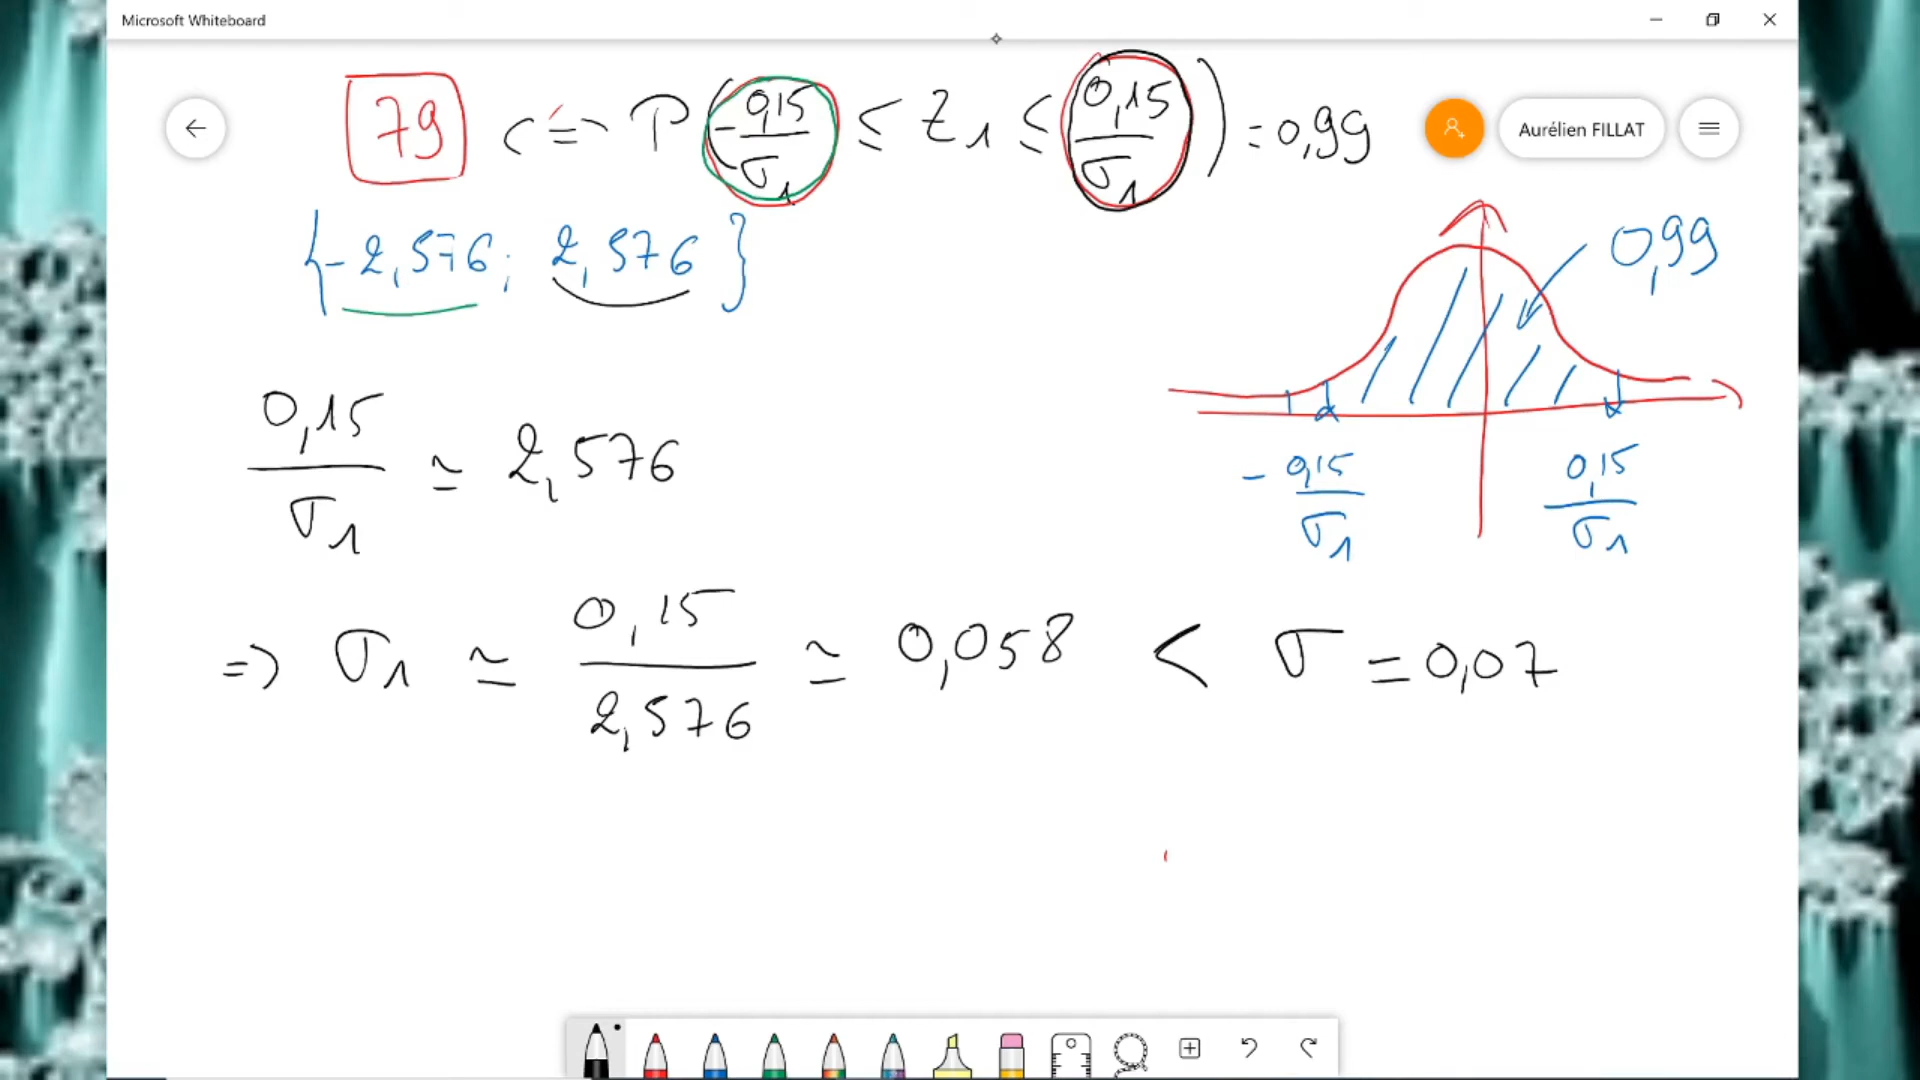 Microsoft Whiteboard
79 <=> P(-0,15/σ1 ≤ Z1 ≤ 0,15/σ1) = 0,99
Aurélien FILLAT
{-2,576; 2,576}
0,99
0,15/σ1 ≃ 2,576
-0,15/σ1
0,15/σ1
=> σ1 ≃ 0,15/2,576 ≃ 0,058 < σ = 0,07